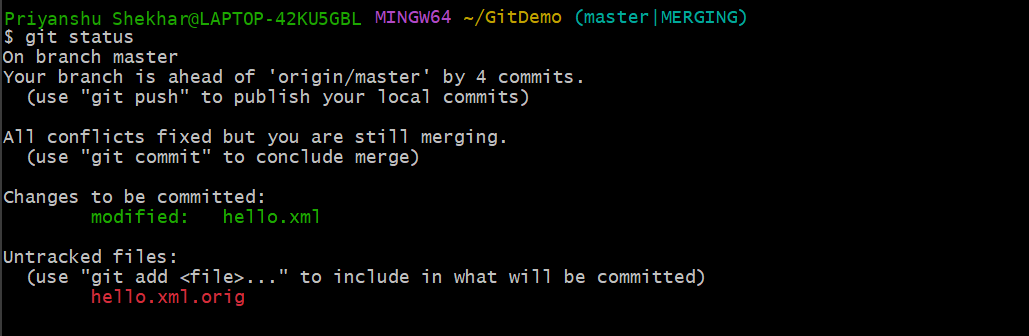 Priyanshu Shekhar@LAPTOP-42KU5GBL MINGW64 ~/GitDemo (master|MERGING)
$ git status
On branch master
Your branch is ahead of 'origin/master' by 4 commits.
  (use "git push" to publish your local commits)

All conflicts fixed but you are still merging.
  (use "git commit" to conclude merge)

Changes to be committed:
        modified:   hello.xml

Untracked files:
  (use "git add <file>..." to include in what will be committed)
        hello.xml.orig